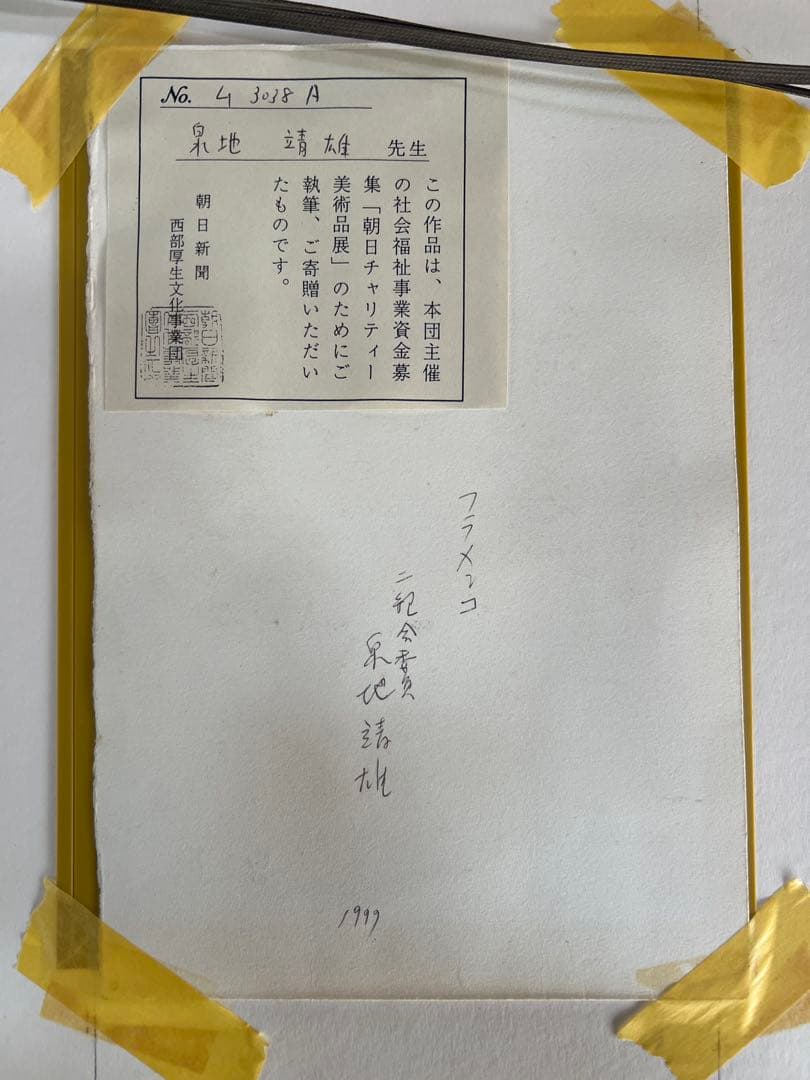 No. 43038A
泉地 靖雄 先生
この作品は、本団主催
の社会福祉事業資金募
集「朝日チャリティー
美術品展」のためにご
執筆、ご寄贈いただい
たものです。
朝日新聞
西部厚生文化事業団
フラメンコ
二紀会委員
泉地靖雄
1999